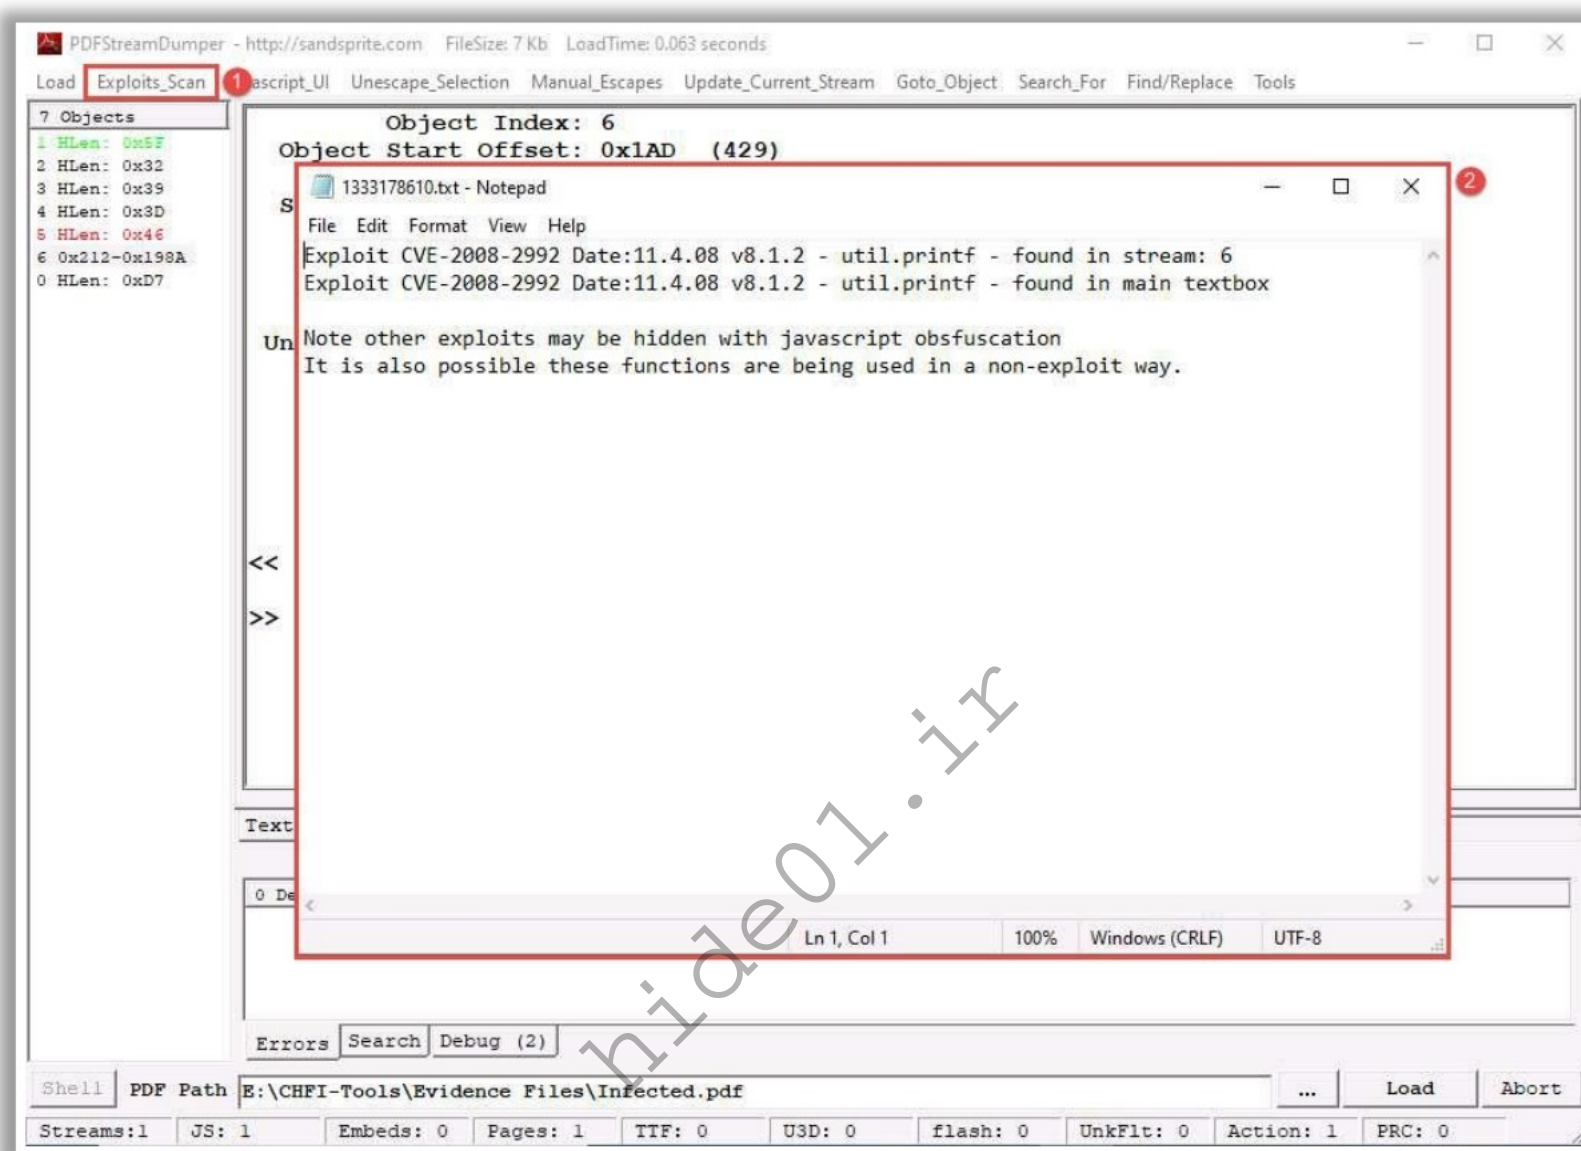 PDFStreamDumper - http://sandsprite.com FileSize: 7 Kb LoadTime: 0.063 seconds
Load Exploits_Scan 1 ascript_UI Unescape_Selection Manual_Escapes Update_Current_Stream Goto_Object Search_For Find/Replace Tools
7 Objects
1 HLen: 0x5F
2 HLen: 0x32
3 HLen: 0x39
4 HLen: 0x3D
5 HLen: 0x46
6 0x212-0x198A
0 HLen: 0xD7
Object Index: 6
Object Start Offset: 0x1AD (429)
S
Un
<<
>>
2
1333178610.txt - Notepad
File Edit Format View Help
Exploit CVE-2008-2992 Date:11.4.08 v8.1.2 - util.printf - found in stream: 6
Exploit CVE-2008-2992 Date:11.4.08 v8.1.2 - util.printf - found in main textbox
Note other exploits may be hidden with javascript obsfuscation
It is also possible these functions are being used in a non-exploit way.
Ln 1, Col 1 100% Windows (CRLF) UTF-8
Text
0 De
hide01.ir
Errors Search Debug (2)
Shell PDF Path E:\CHFI-Tools\Evidence Files\Infected.pdf ... Load Abort
Streams:1 JS: 1 Embeds: 0 Pages: 1 TTF: 0 U3D: 0 flash: 0 UnkFlt: 0 Action: 1 PRC: 0